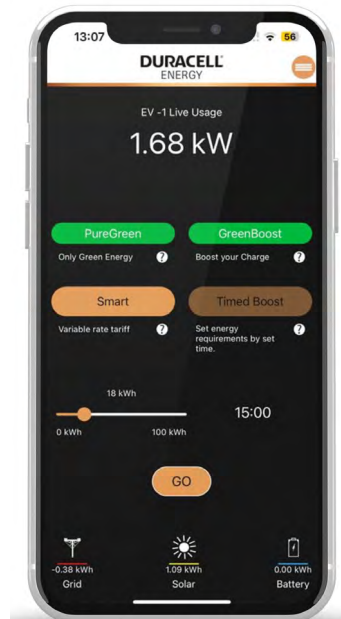 13:07
56
DURACELL
ENERGY
EV -1 Live Usage
1.68 kW
PureGreen
GreenBoost
Only Green Energy ?
Boost your Charge ?
Smart
Timed Boost
Variable rate tariff ?
Set energy ?
requirements by set
time.
18 kWh
15:00
0 kWh
100 kWh
GO
-0.38 kWh
1.09 kWh
0.00 kWh
Grid
Solar
Battery